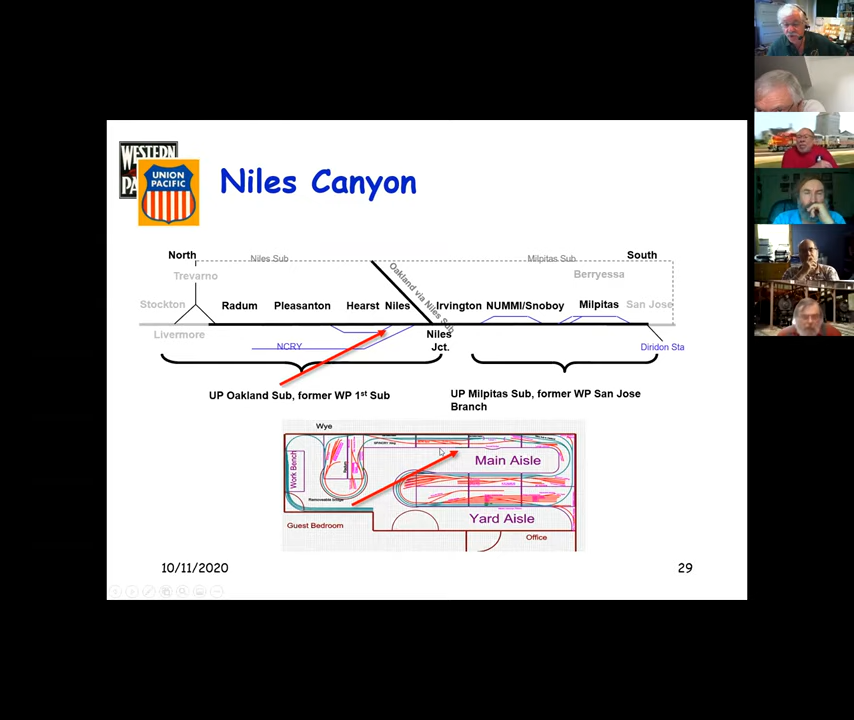 WESTERN
PA
UNION
PACIFIC
Niles Canyon
North
Niles Sub
Milpitas Sub
South
Trevarno
Oakland via Niles Sub
Berryessa
Stockton
Radum
Pleasanton
Hearst
Niles
Irvington
NUMMI/Snoboy
Milpitas
San Jose
Livermore
NCRY
Niles
Jct.
Diridon Sta
UP Oakland Sub, former WP 1st Sub
UP Milpitas Sub, former WP San Jose
Branch
Wye
Work Bench
Main Aisle
Removeable bridge
Yard Aisle
Guest Bedroom
Office
10/11/2020
29